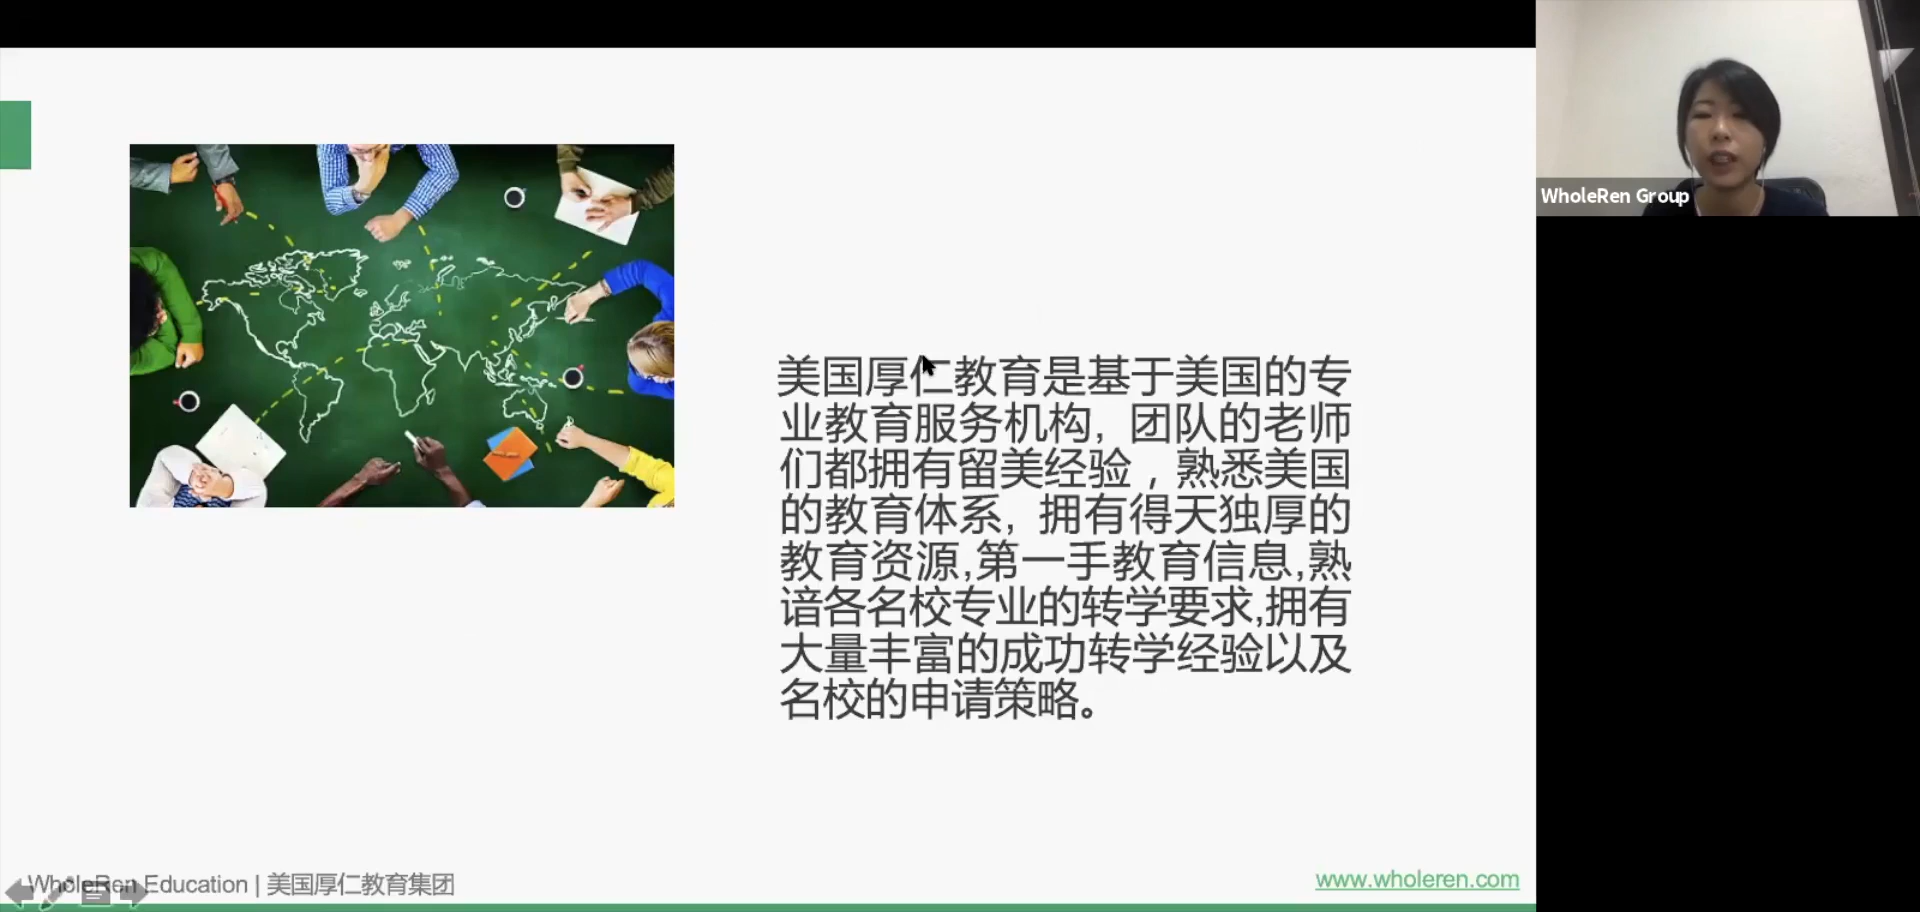 WholeRen Group
美国厚仁教育是基于美国的专
业教育服务机构, 团队的老师
们都拥有留美经验，熟悉美国
的教育体系, 拥有得天独厚的
教育资源,第一手教育信息,熟
谙各名校专业的转学要求,拥有
大量丰富的成功转学经验以及
名校的申请策略。
WholeRen Education | 美国厚仁教育集团
www.wholeren.com